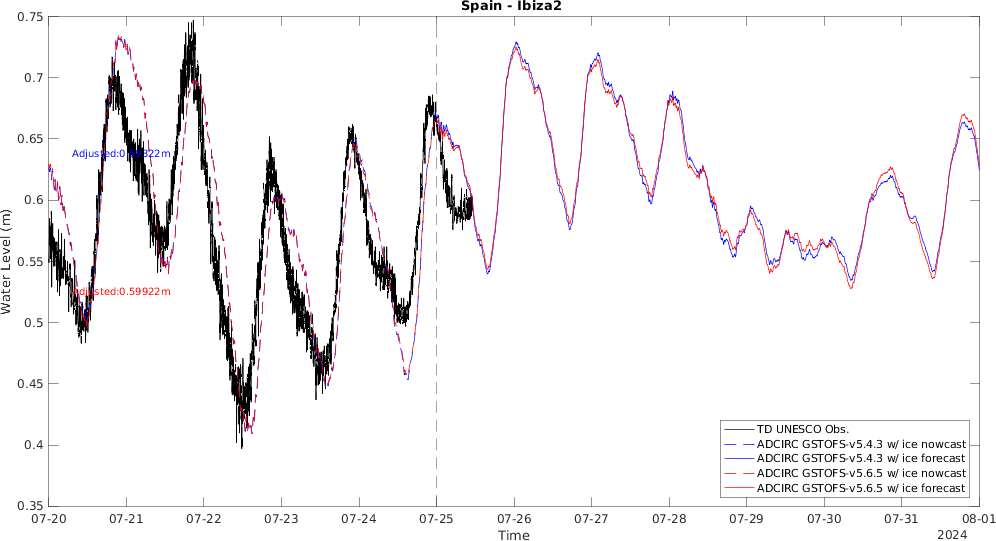 Spain - Ibiza2
0.75
0.7
0.65
0.6
0.55
0.5
0.45
0.4
0.35
Water Level (m)
Adjusted:0.59922m
TD UNESCO Obs.
ADCIRC GSTOFS-v5.4.3 w/ ice nowcast
ADCIRC GSTOFS-v5.4.3 w/ ice forecast
ADCIRC GSTOFS-v5.6.5 w/ ice nowcast
ADCIRC GSTOFS-v5.6.5 w/ ice forecast
07-20 07-21 07-22 07-23 07-24 07-25 07-26 07-27 07-28 07-29 07-30 07-31 08-01
Time
2024